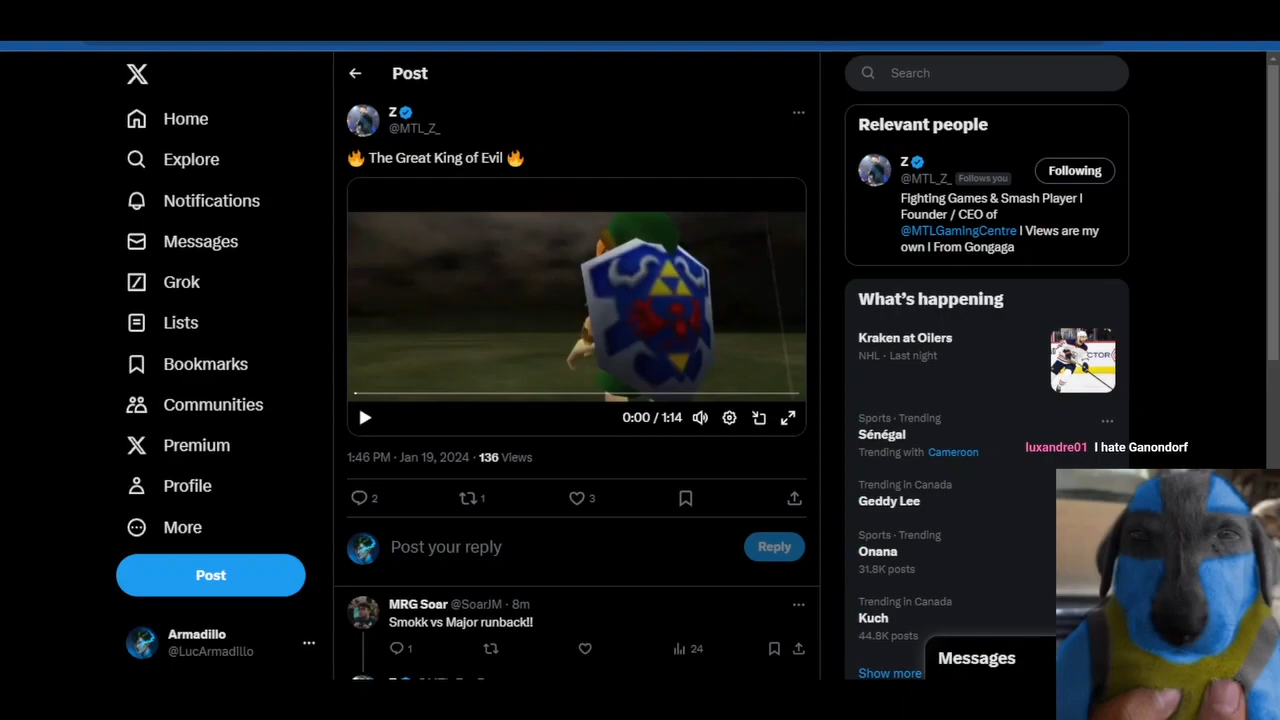 Home
Explore
Notifications
Messages
Grok
Lists
Bookmarks
Communities
Premium
Profile
More
Post
Armadillo
@LucArmadIllo
Post
Z
@MTL_Z_
🔥 The Great King of Evil 🔥
0:00 / 1:14
1:46 PM · Jan 19, 2024 · 136 Views
2
1
3
Post your reply
Reply
MRG Soar @SoarJM · 8m
Smokk vs Major runback!!
1
24
Search
Relevant people
Z
@MTL_Z_ Follows you
Following
Fighting Games & Smash Player I
Founder / CEO of
@MTLGamingCentre I Views are my
own I From Gongaga
What's happening
Kraken at Oilers
NHL · Last night
Sports · Trending
Sénégal
Trending with Cameroon
luxandre01 I hate Ganondorf
Trending in Canada
Geddy Lee
Sports · Trending
Onana
31.8K posts
Trending in Canada
Kuch
44.8K posts
Show more
Messages